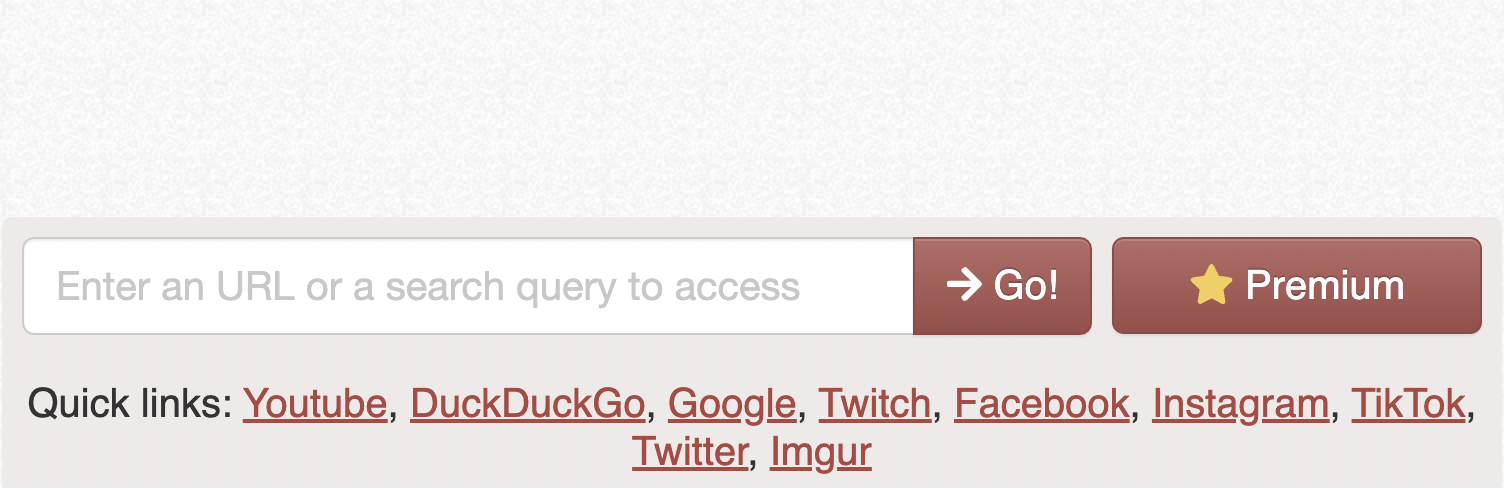 Enter an URL or a search query to access
Go!
Premium
Quick links: Youtube, DuckDuckGo, Google, Twitch, Facebook, Instagram, TikTok,
Twitter, Imgur